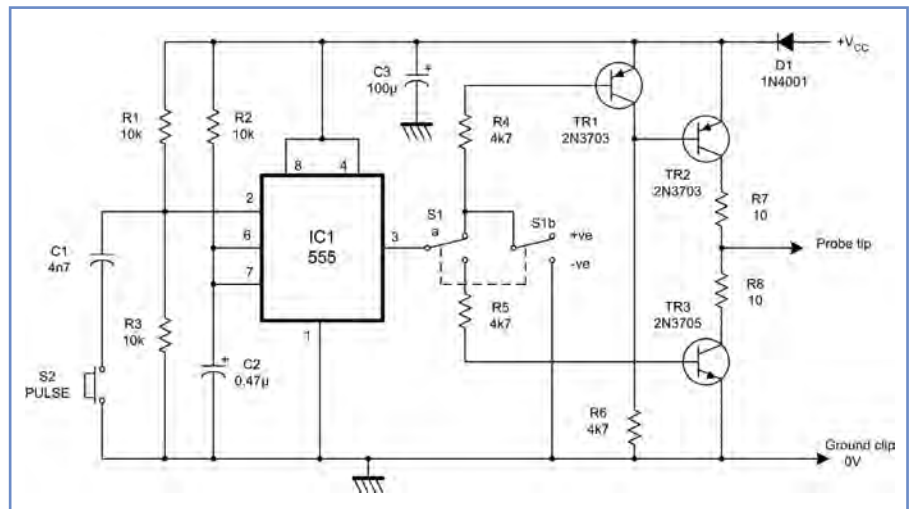 +VCC
D1
1N4001
C3
100µ
+
R1
10k
R2
10k
R4
4k7
TR1
2N3703
TR2
2N3703
8
4
2
6
7
3
1
IC1
555
S1
a
S1b
+ve
-ve
R7
10
Probe tip
C1
4n7
R3
10k
R5
4k7
R8
10
TR3
2N3705
S2
PULSE
+
C2
0.47µ
R6
4k7
Ground clip
0V